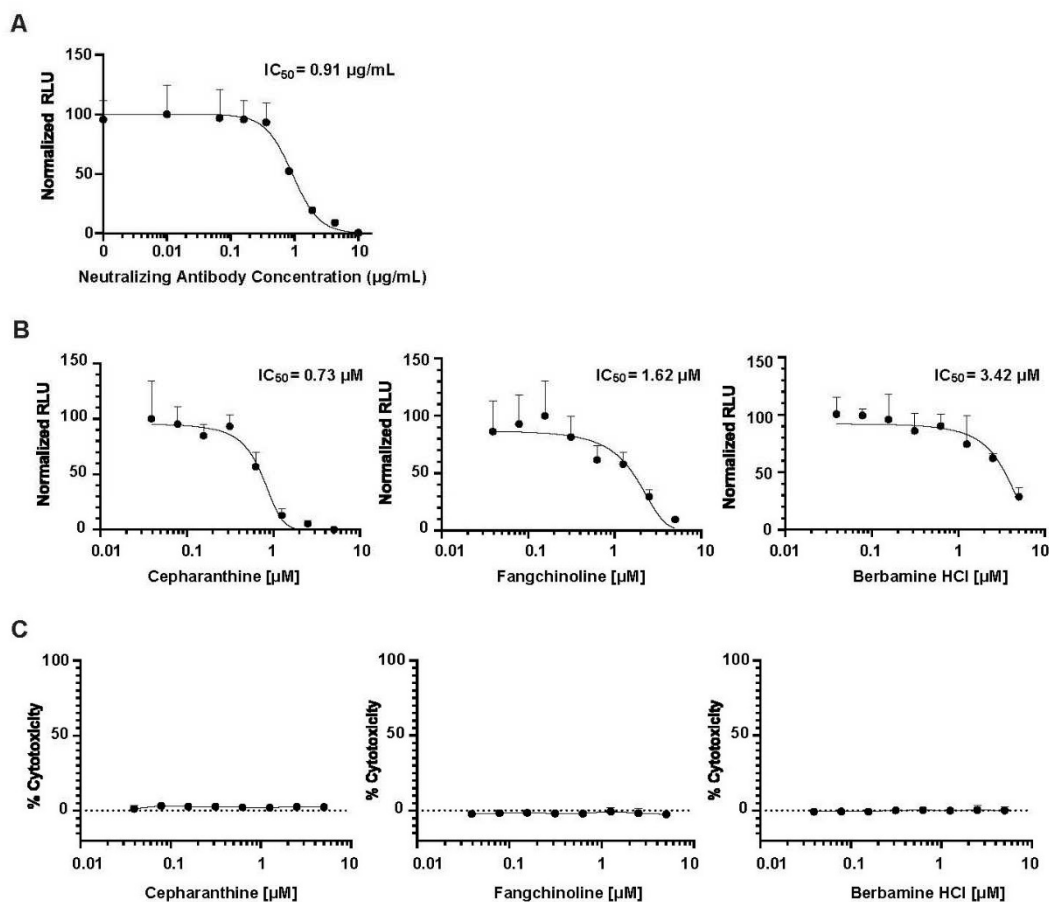 A
150
100
50
0
Normalized RLU
IC50 = 0.91 µg/mL
0 0.01 0.1 1 10
Neutralizing Antibody Concentration (µg/mL)
B
150
100
50
0
Normalized RLU
IC50 = 0.73 µM
0.01 0.1 1 10
Cepharanthine [µM]
150
100
50
0
Normalized RLU
IC50 = 1.62 µM
0.01 0.1 1 10
Fangchinoline [µM]
150
100
50
0
Normalized RLU
IC50 = 3.42 µM
0.01 0.1 1 10
Berbamine HCl [µM]
C
100
50
0
% Cytotoxicity
0.01 0.1 1 10
Cepharanthine [µM]
100
50
0
% Cytotoxicity
0.01 0.1 1 10
Fangchinoline [µM]
100
50
0
% Cytotoxicity
0.01 0.1 1 10
Berbamine HCl [µM]